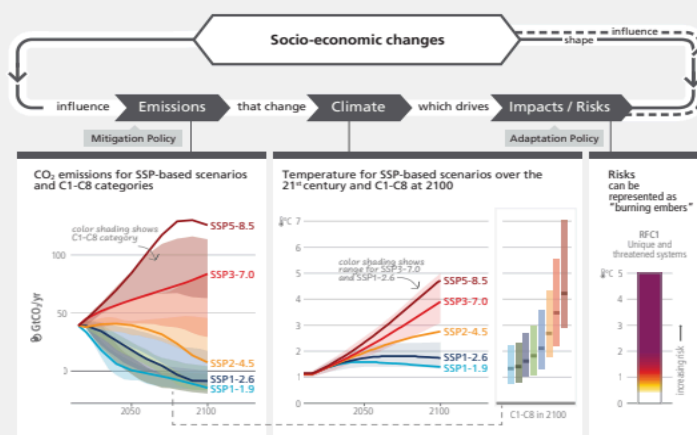 Socio-economic changes
influence
shape
influence
Emissions
that change
Climate
which drives
Impacts / Risks
Mitigation Policy
Adaptation Policy
CO₂ emissions for SSP-based scenarios
and C1-C8 categories
color shading shows
C1-C8 category
SSP5-8.5
SSP3-7.0
SSP2-4.5
SSP1-2.6
SSP1-1.9
GtCO₂/yr
100
50
2050
2100
Temperature for SSP-based scenarios over the
21st century and C1-C8 at 2100
°C
7
6
5
4
3
2
1
0
color shading shows
range for SSP3-7.0
and SSP1-2.6
SSP5-8.5
SSP3-7.0
SSP2-4.5
SSP1-2.6
SSP1-1.9
2050
2100
C1-C8 in 2100
Risks
can be
represented as
"burning embers"
RFC1
Unique and
threatened systems
°C
5
4
3
2
1
0
increasing risk